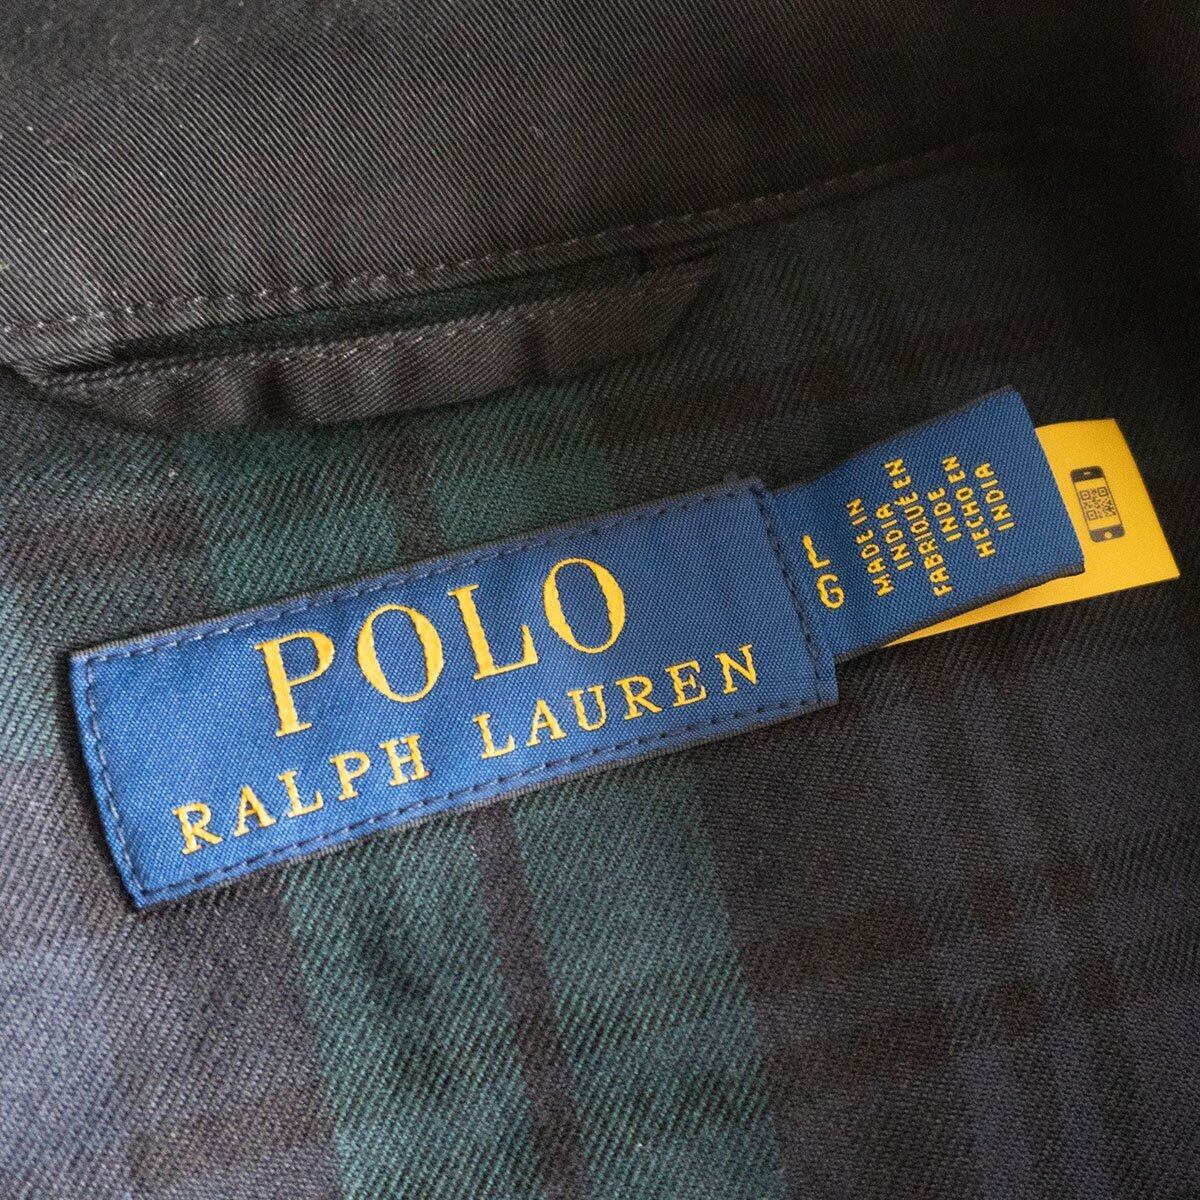 POLO
RALPH LAUREN
L
G
MADE IN
INDIA
FABRIQUÉ EN
INDE
HECHO EN
INDIA